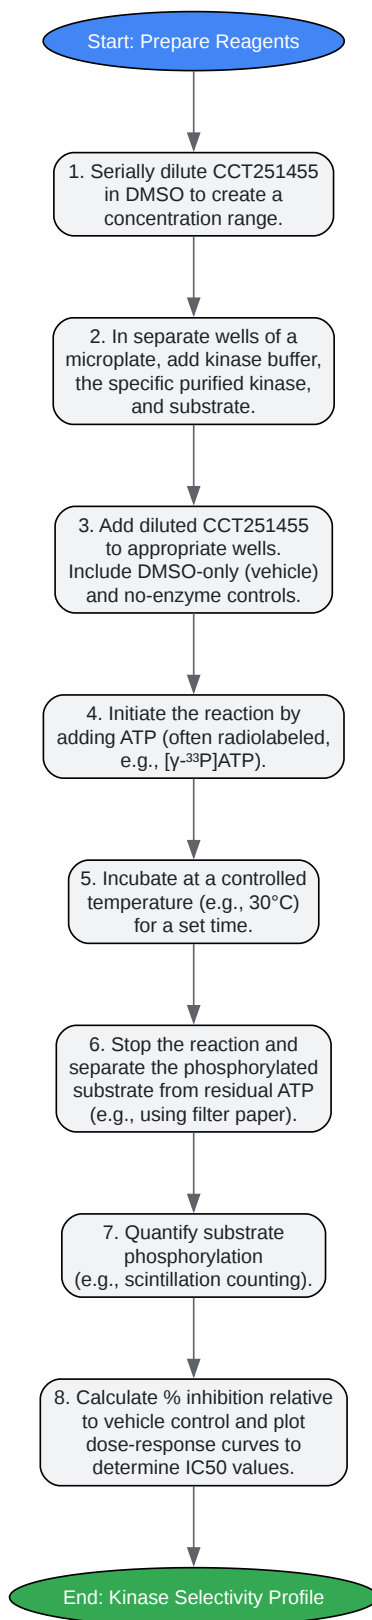 Start: Prepare Reagents
1. Serially dilute CCT251455
in DMSO to create a
concentration range.
2. In separate wells of a
microplate, add kinase buffer,
the specific purified kinase,
and substrate.
3. Add diluted CCT251455
to appropriate wells.
Include DMSO-only (vehicle)
and no-enzyme controls.
4. Initiate the reaction by
adding ATP (often radiolabeled,
e.g., [γ-³³P]ATP).
5. Incubate at a controlled
temperature (e.g., 30°C)
for a set time.
6. Stop the reaction and
separate the phosphorylated
substrate from residual ATP
(e.g., using filter paper).
7. Quantify substrate
phosphorylation
(e.g., scintillation counting).
8. Calculate % inhibition relative
to vehicle control and plot
dose-response curves to
determine IC50 values.
End: Kinase Selectivity Profile